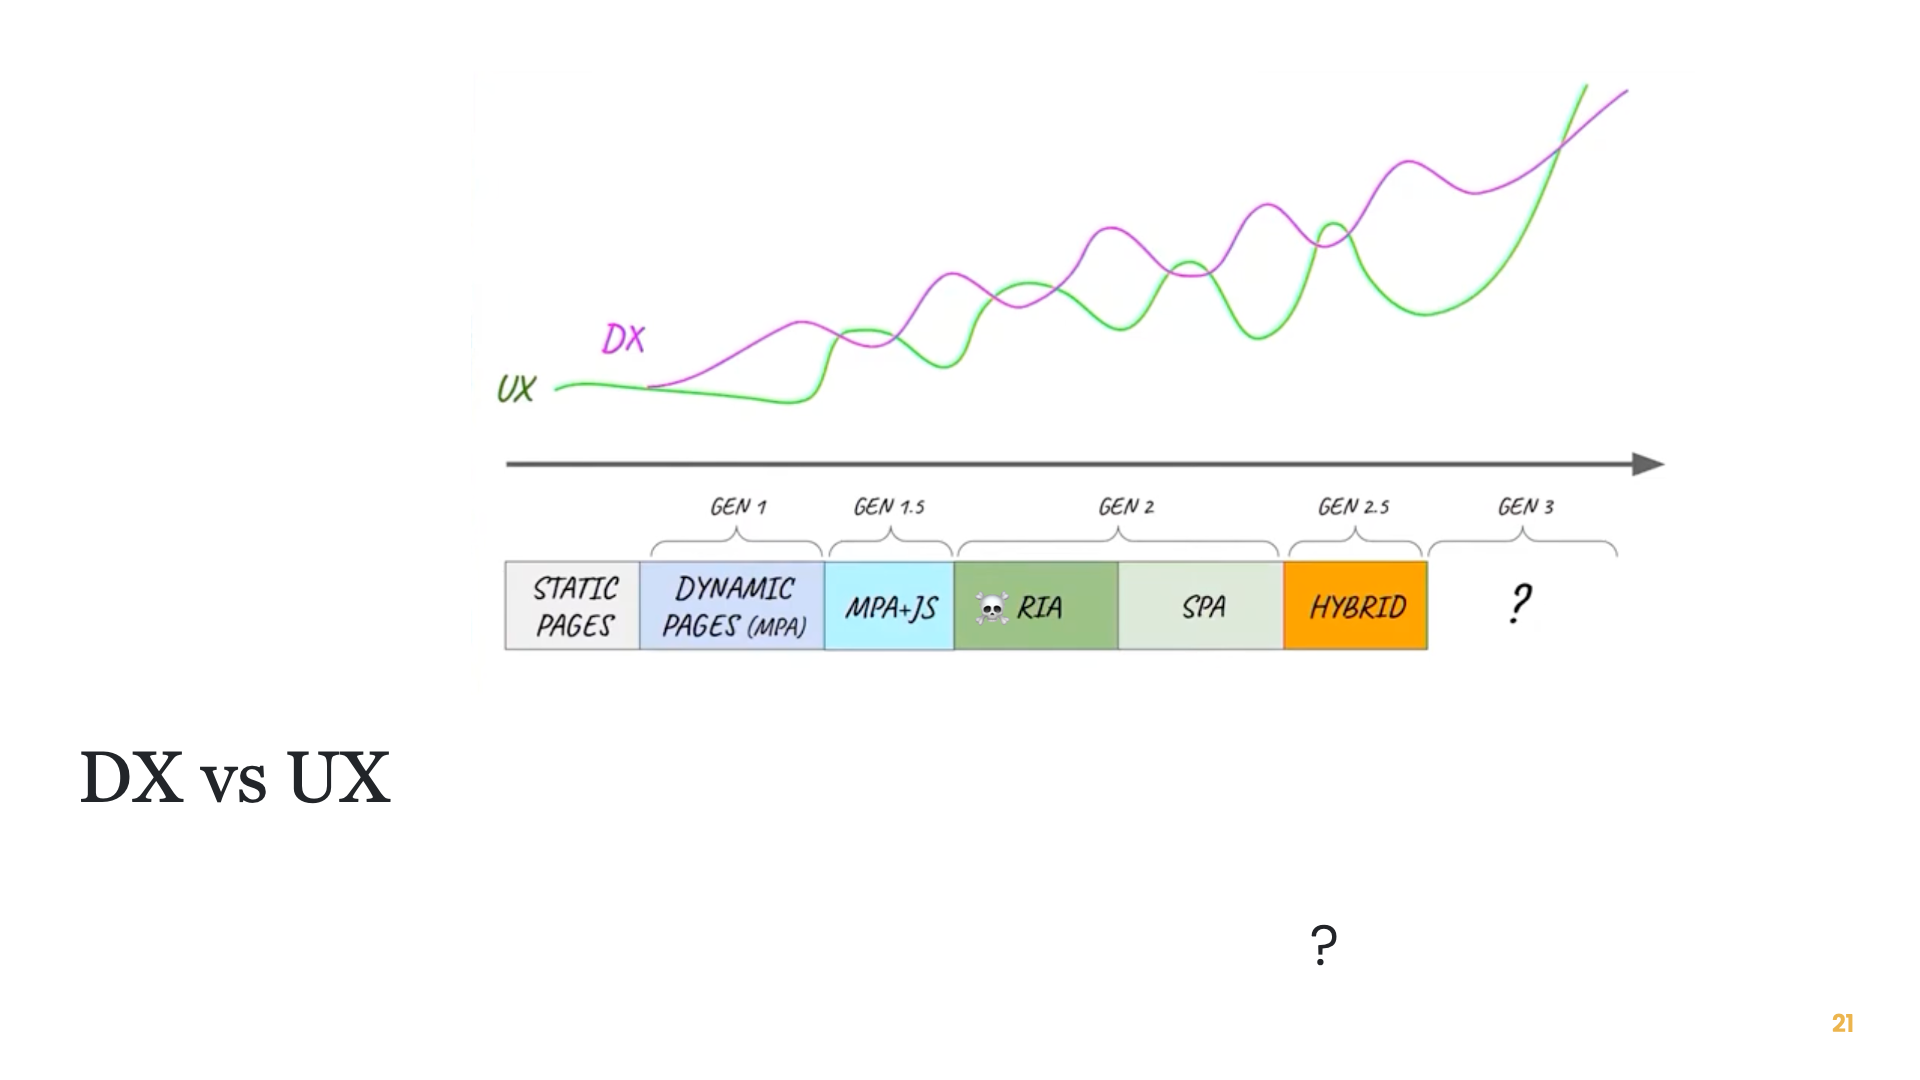 DX
UX
GEN 1
GEN 1.5
GEN 2
GEN 2.5
GEN 3
STATIC
PAGES
DYNAMIC
PAGES (MPA)
MPA+JS
RIA
SPA
HYBRID
?
DX vs UX
?
21